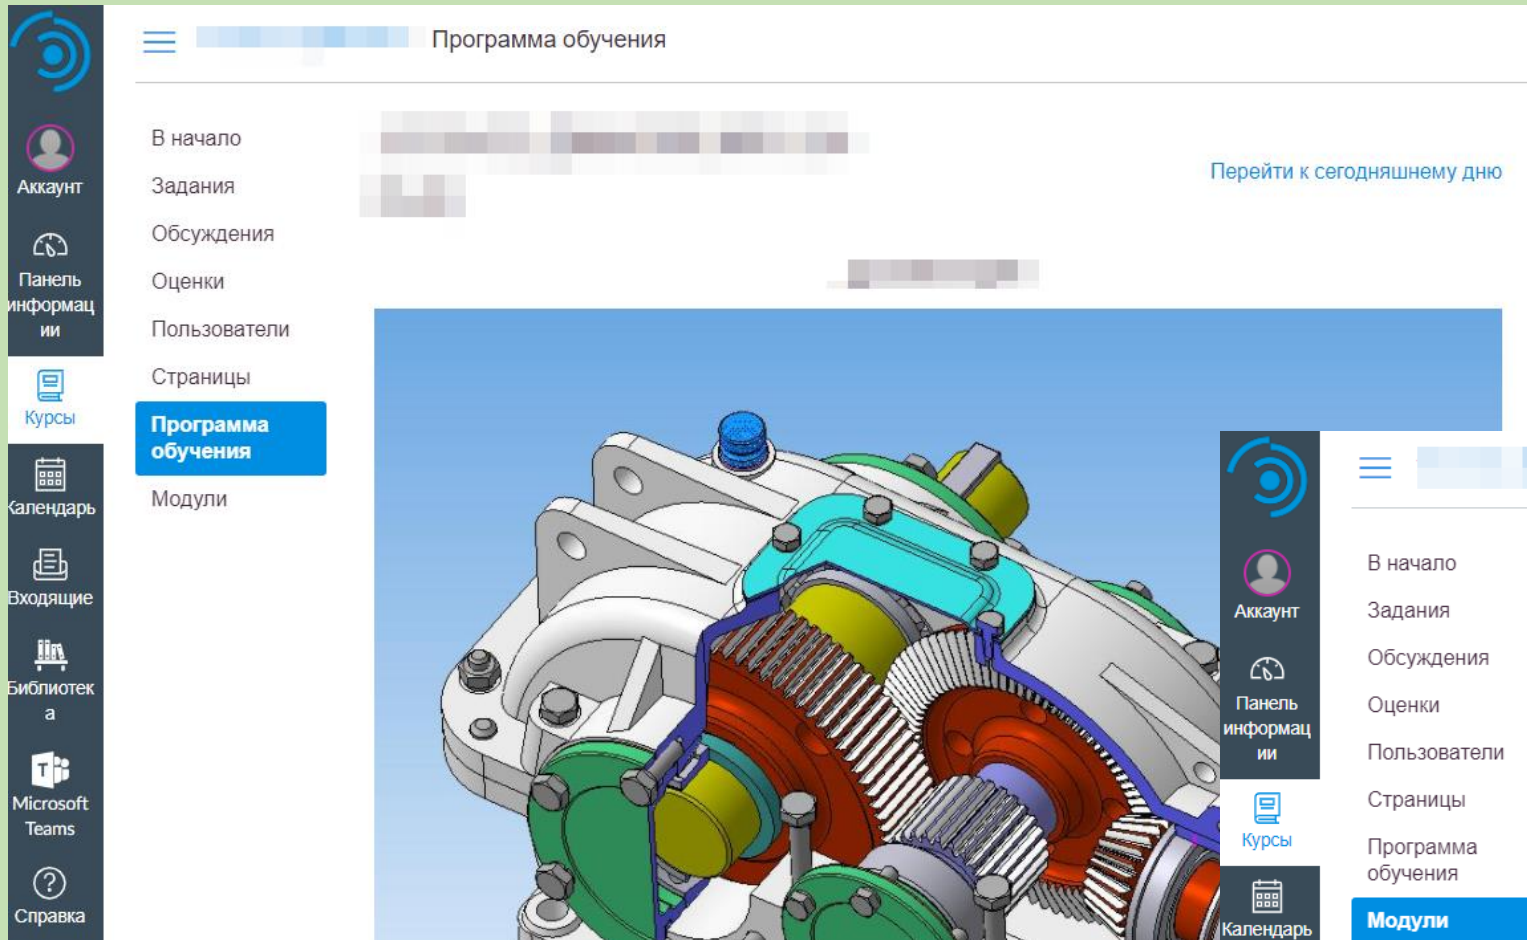 Программа обучения
Аккаунт
Панель
информац
ии
Курсы
Календарь
Входящие
Библиотек
а
Microsoft
Teams
Справка
В начало
Задания
Обсуждения
Оценки
Пользователи
Страницы
Программа
обучения
Модули
Перейти к сегодняшнему дню
Аккаунт
Панель
информац
ии
Курсы
Календарь
В начало
Задания
Обсуждения
Оценки
Пользователи
Страницы
Программа
обучения
Модули